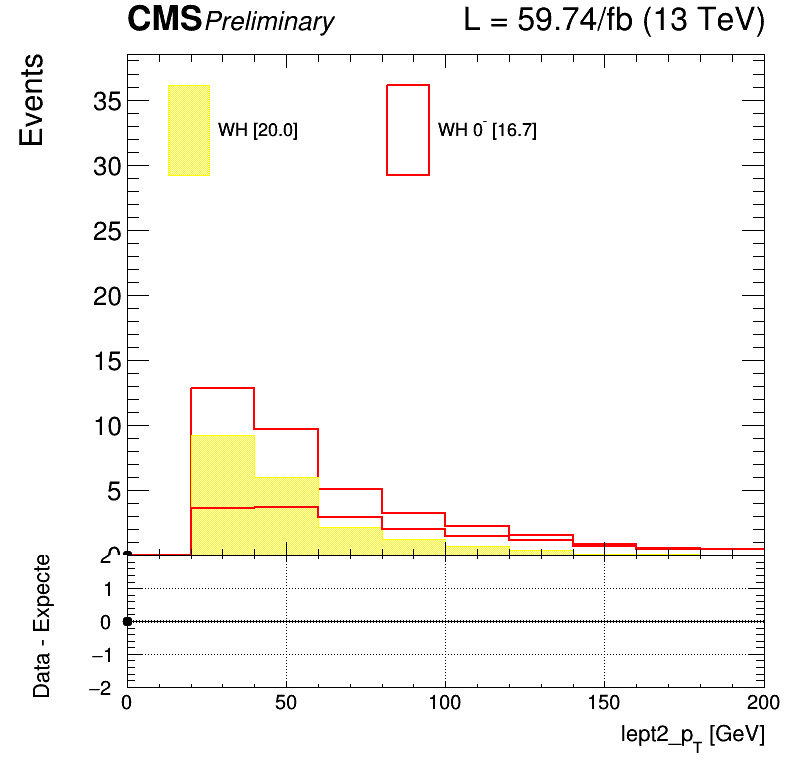 CMS Preliminary L = 59.74/fb (13 TeV)
Events
35
30
25
20
15
10
5
0
WH [20.0]
WH 0⁻ [16.7]
Data - Expecte
2
1
0
−1
−2
0 50 100 150 200
lept2_p_T [GeV]